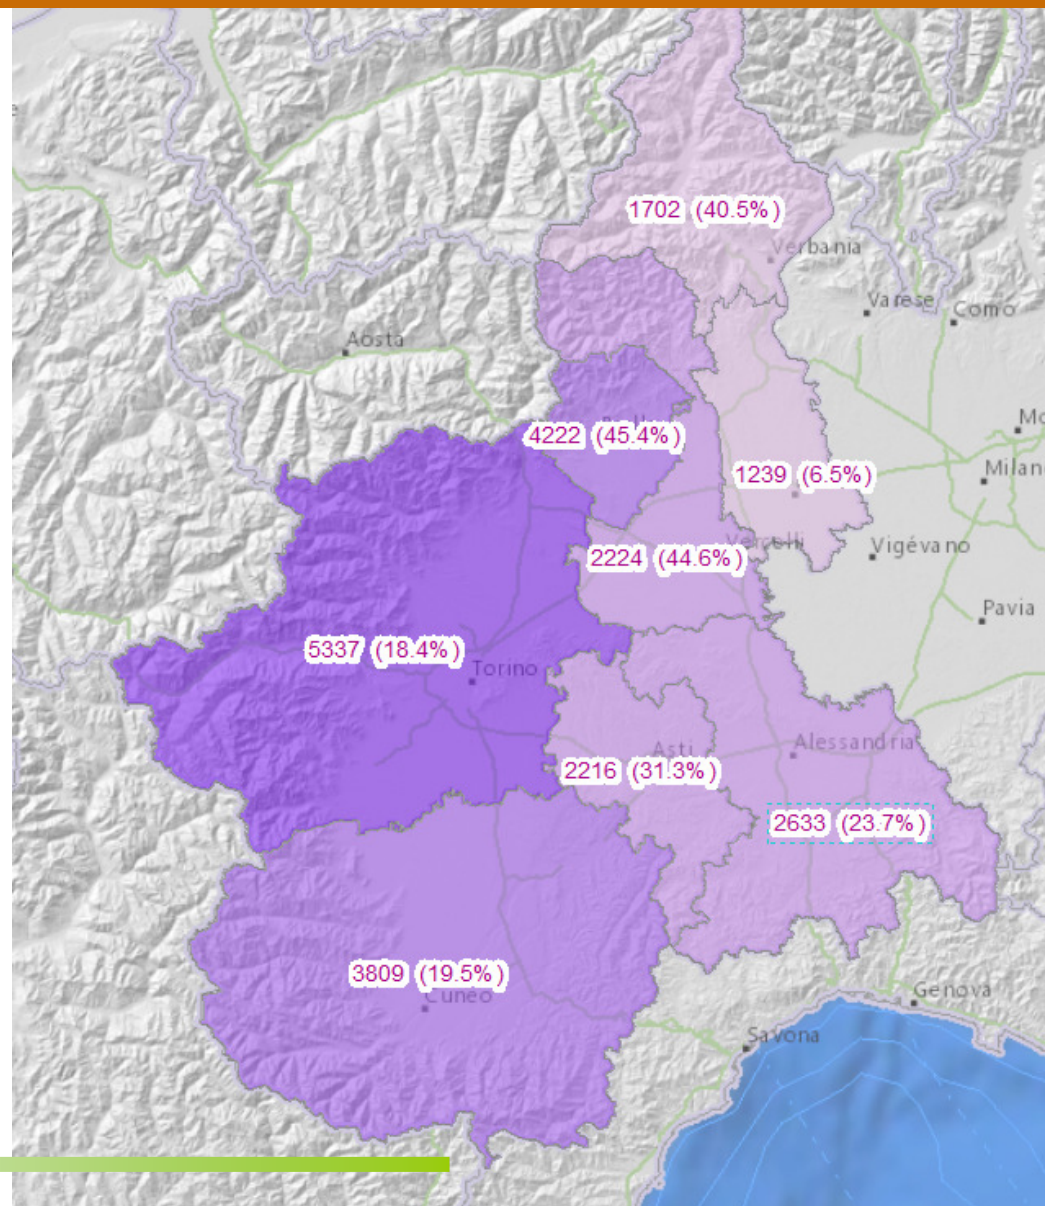 1702 (40.5%)
Verbania
Varese
Como
Aosta
4222 (45.4%)
1239 (6.5%)
Milan
Vercelli
Vigévano
2224 (44.6%)
Pavia
5337 (18.4%)
Torino
Asti
Alessandria
2216 (31.3%)
2633 (23.7%)
3809 (19.5%)
Cuneo
Genova
Savona